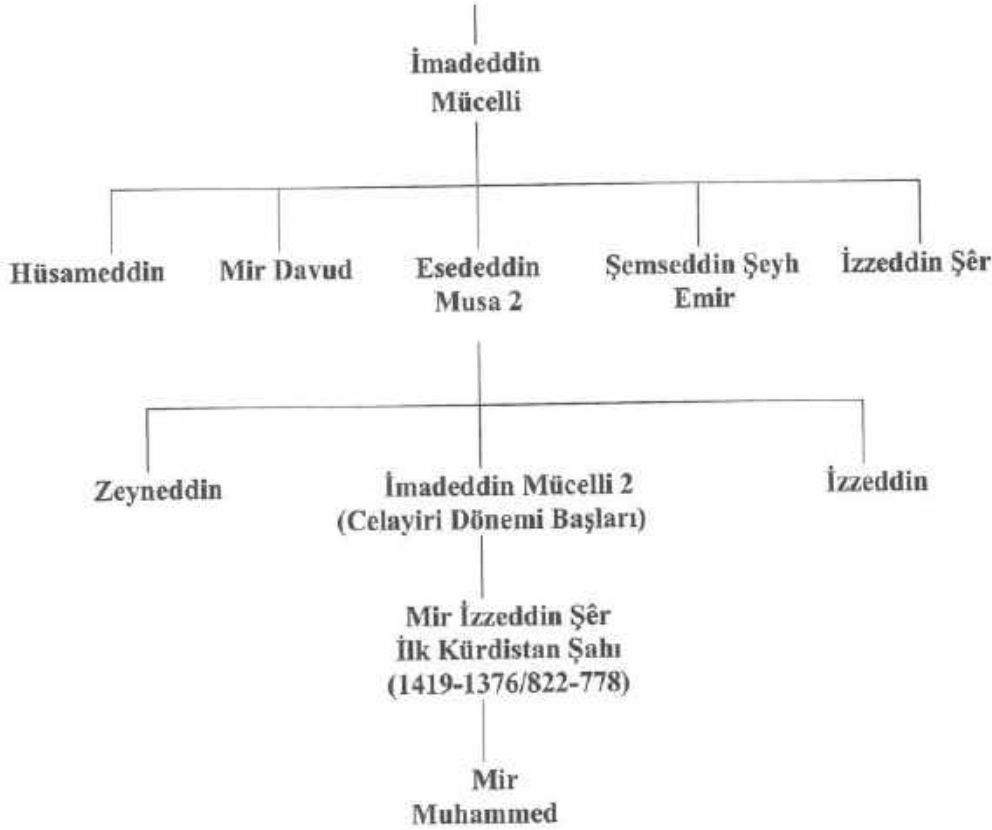 İmadeddin
Mücelli
Hüsameddin
Mir Davud
Esededdin
Musa 2
Şemseddin Şeyh
Emir
İzzeddin Şêr
Zeyneddin
İmadeddin Mücelli 2
(Celayiri Dönemi Başları)
İzzeddin
Mir İzzeddin Şêr
İlk Kürdistan Şahı
(1419-1376/822-778)
Mir
Muhammed